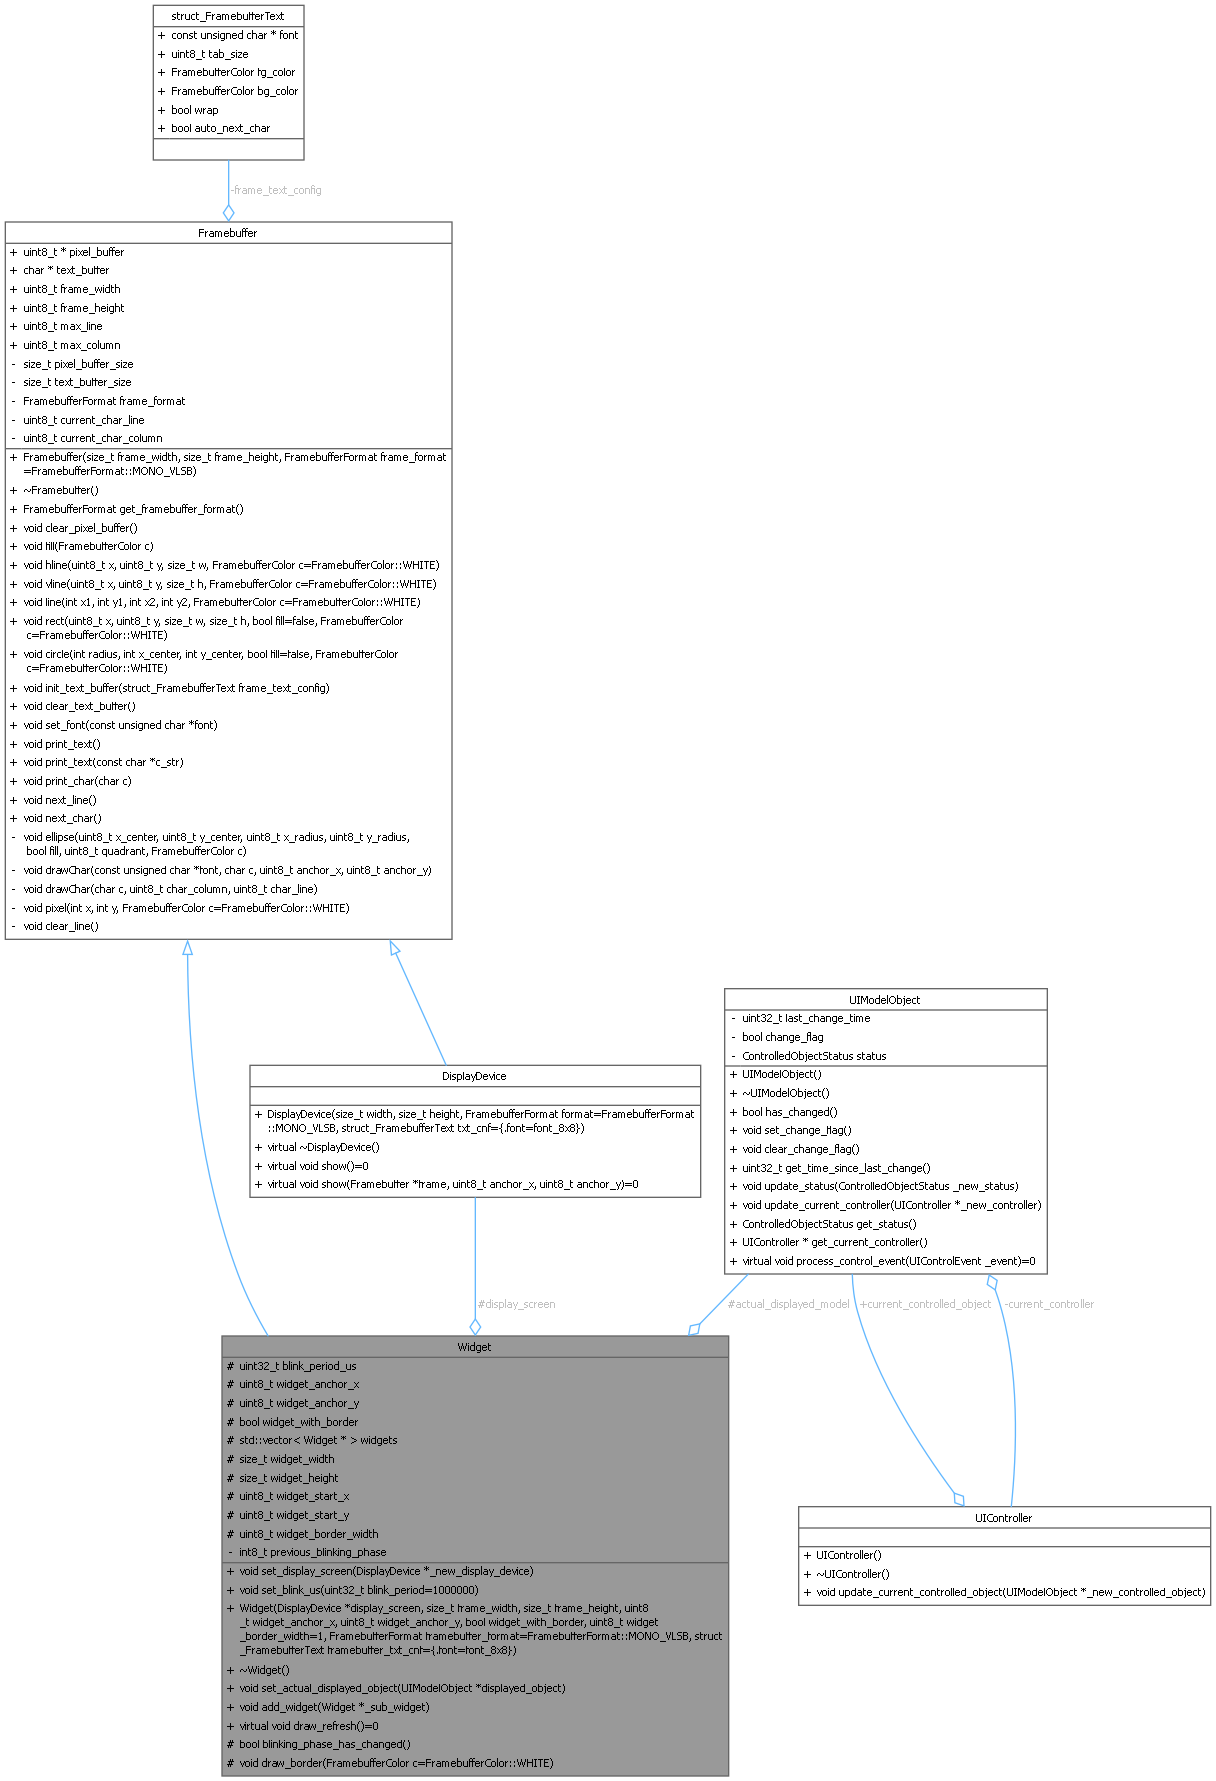 struct_FramebufferText
+ const unsigned char * font
+ uint8_t tab_size
+ FramebufferColor fg_color
+ FramebufferColor bg_color
+ bool wrap
+ bool auto_next_char
-frame_text_config
Framebuffer
+ uint8_t * pixel_buffer
+ char * text_buffer
+ uint8_t frame_width
+ uint8_t frame_height
+ uint8_t max_line
+ uint8_t max_column
- size_t pixel_buffer_size
- size_t text_buffer_size
- FramebufferFormat frame_format
- uint8_t current_char_line
- uint8_t current_char_column
+ Framebuffer(size_t frame_width, size_t frame_height, FramebufferFormat frame_format
=FramebufferFormat::MONO_VLSB)
+ ~Framebuffer()
+ FramebufferFormat get_framebuffer_format()
+ void clear_pixel_buffer()
+ void fill(FramebufferColor c)
+ void hline(uint8_t x, uint8_t y, size_t w, FramebufferColor c=FramebufferColor::WHITE)
+ void vline(uint8_t x, uint8_t y, size_t h, FramebufferColor c=FramebufferColor::WHITE)
+ void line(int x1, int y1, int x2, int y2, FramebufferColor c=FramebufferColor::WHITE)
+ void rect(uint8_t x, uint8_t y, size_t w, size_t h, bool fill=false, FramebufferColor
c=FramebufferColor::WHITE)
+ void circle(int radius, int x_center, int y_center, bool fill=false, FramebufferColor
c=FramebufferColor::WHITE)
+ void init_text_buffer(struct_FramebufferText frame_text_config)
+ void clear_text_buffer()
+ void set_font(const unsigned char *font)
+ void print_text()
+ void print_text(const char *c_str)
+ void print_char(char c)
+ void next_line()
+ void next_char()
- void ellipse(uint8_t x_center, uint8_t y_center, uint8_t x_radius, uint8_t y_radius,
bool fill, uint8_t quadrant, FramebufferColor c)
- void drawChar(const unsigned char *font, char c, uint8_t anchor_x, uint8_t anchor_y)
- void drawChar(char c, uint8_t char_column, uint8_t char_line)
- void pixel(int x, int y, FramebufferColor c=FramebufferColor::WHITE)
- void clear_line()
UIModelObject
- uint32_t last_change_time
- bool change_flag
- ControlledObjectStatus status
+ UIModelObject()
+ ~UIModelObject()
+ bool has_changed()
+ void set_change_flag()
+ void clear_change_flag()
+ uint32_t get_time_since_last_change()
+ void update_status(ControlledObjectStatus _new_status)
+ void update_current_controller(UIController *_new_controller)
+ ControlledObjectStatus get_status()
+ UIController * get_current_controller()
+ virtual void process_control_event(UIControlEvent _event)=0
DisplayDevice
+ DisplayDevice(size_t width, size_t height, FramebufferFormat format=FramebufferFormat
::MONO_VLSB, struct_FramebufferText txt_cnf={.font=font_8x8})
+ virtual ~DisplayDevice()
+ virtual void show()=0
+ virtual void show(Framebuffer *frame, uint8_t anchor_x, uint8_t anchor_y)=0
#display_screen
#actual_displayed_model
+current_controlled_object
-current_controller
Widget
# uint32_t blink_period_us
# uint8_t widget_anchor_x
# uint8_t widget_anchor_y
# bool widget_with_border
# std::vector< Widget * > widgets
# size_t widget_width
# size_t widget_height
# uint8_t widget_start_x
# uint8_t widget_start_y
# uint8_t widget_border_width
- int8_t previous_blinking_phase
+ void set_display_screen(DisplayDevice *_new_display_device)
+ void set_blink_us(uint32_t blink_period=1000000)
+ Widget(DisplayDevice *display_screen, size_t frame_width, size_t frame_height, uint8
_t widget_anchor_x, uint8_t widget_anchor_y, bool widget_with_border, uint8_t widget
_border_width=1, FramebufferFormat framebuffer_format=FramebufferFormat::MONO_VLSB, struct
_FramebufferText framebuffer_txt_cnf={.font=font_8x8})
+ ~Widget()
+ void set_actual_displayed_object(UIModelObject *displayed_object)
+ void add_widget(Widget *_sub_widget)
+ virtual void draw_refresh()=0
# bool blinking_phase_has_changed()
# void draw_border(FramebufferColor c=FramebufferColor::WHITE)
UIController
+ UIController()
+ ~UIController()
+ void update_current_controlled_object(UIModelObject *_new_controlled_object)